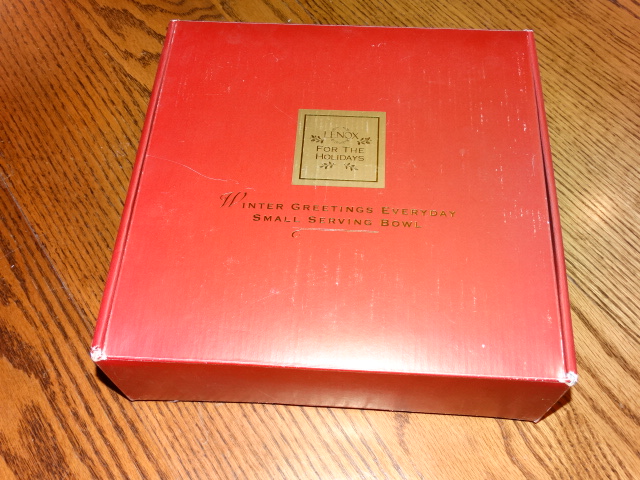 LENOX
FOR THE
HOLIDAYS
WINTER GREETINGS EVERYDAY
SMALL SERVING BOWL